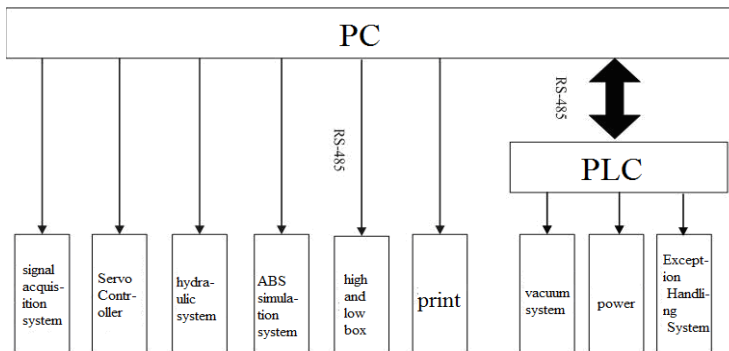 PC
RS-485
RS-485
PLC
signal
acquis-
ition
system
Servo
Contr-
oller
hydra-
ulic
system
ABS
simula-
tion
system
high
and
low
box
print
vacuum
system
power
Except-
ion
Handli-
ng
System